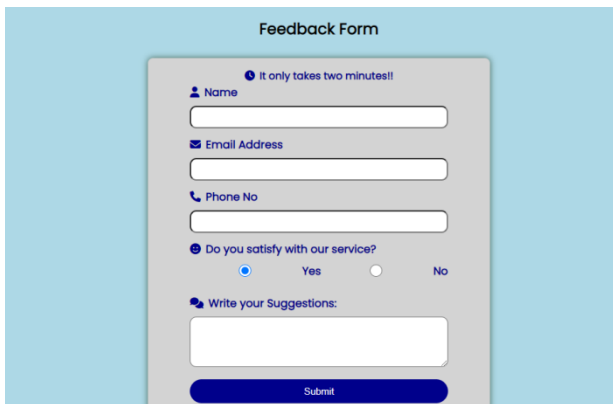 Feedback Form
It only takes two minutes!!
Name
Email Address
Phone No
Do you satisfy with our service?
Yes No
Write your Suggestions:
Submit